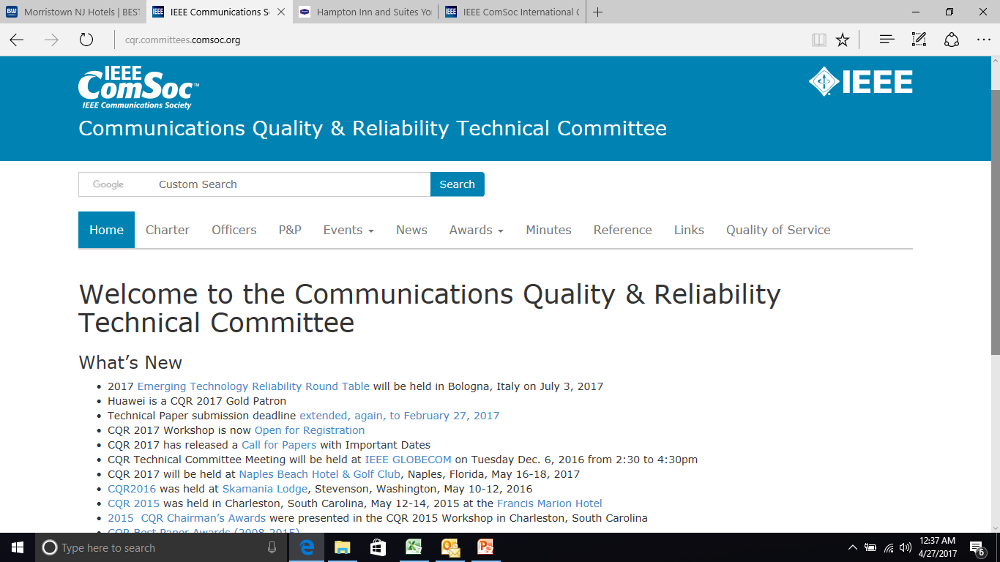 Morristown NJ Hotels | BEST
IEEE Communications So
Hampton Inn and Suites Yo
IEEE ComSoc International C
cqr.committees.comsoc.org
IEEE
ComSoc™
IEEE Communications Society
IEEE
Communications Quality & Reliability Technical Committee
Google Custom Search
Search
Home Charter Officers P&P Events News Awards Minutes Reference Links Quality of Service
Welcome to the Communications Quality & Reliability
Technical Committee
What's New
• 2017 Emerging Technology Reliability Round Table will be held in Bologna, Italy on July 3, 2017
• Huawei is a CQR 2017 Gold Patron
• Technical Paper submission deadline extended, again, to February 27, 2017
• CQR 2017 Workshop is now Open for Registration
• CQR 2017 has released a Call for Papers with Important Dates
• CQR Technical Committee Meeting will be held at IEEE GLOBECOM on Tuesday Dec. 6, 2016 from 2:30 to 4:30pm
• CQR 2017 will be held at Naples Beach Hotel & Golf Club, Naples, Florida, May 16-18, 2017
• CQR2016 was held at Skamania Lodge, Stevenson, Washington, May 10-12, 2016
• CQR 2015 was held in Charleston, South Carolina, May 12-14, 2015 at the Francis Marion Hotel
• 2015 CQR Chairman's Awards were presented in the CQR 2015 Workshop in Charleston, South Carolina
• CQR Best Paper Awards (2008-2015)
Type here to search
12:37 AM
4/27/2017
6